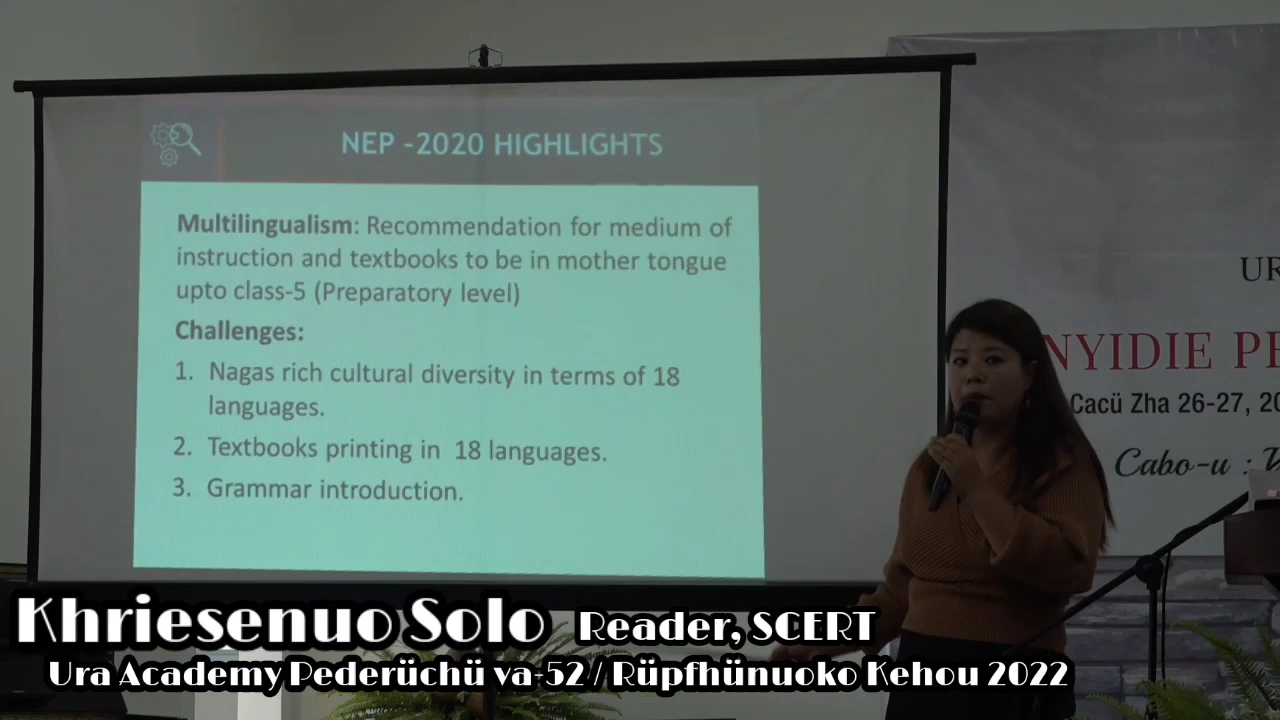 NEP -2020 HIGHLIGHTS
Multilingualism: Recommendation for medium of
instruction and textbooks to be in mother tongue
upto class-5 (Preparatory level)
Challenges:
1. Nagas rich cultural diversity in terms of 18
languages.
2. Textbooks printing in 18 languages.
3. Grammar introduction.
UR
NYIDIE PE
Cacü Zha 26-27, 20
Cabo-u :
Khriesenuo Solo Reader, SCERT
Ura Academy Pederüchü va-52 / Rüpfhünuoko Kehou 2022